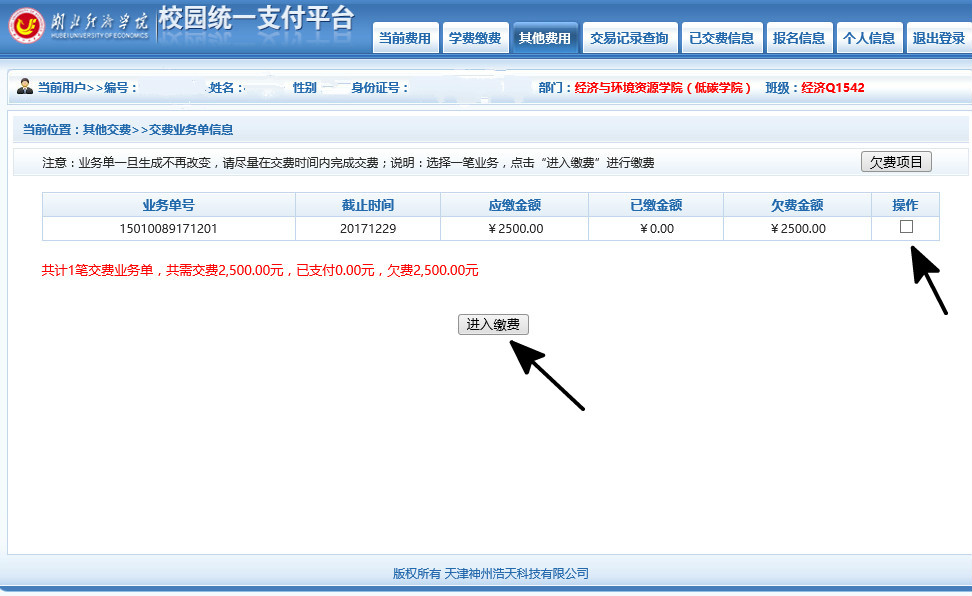 湖北经济学院 校园统一支付平台
HUBEI UNIVERSITY OF ECONOMICS
当前费用 学费缴费 其他费用 交易记录查询 已交费信息 报名信息 个人信息 退出登录
当前用户>>编号： 姓名： 性别 身份证号： 部门：经济与环境资源学院（低碳学院） 班级：经济Q1542
当前位置：其他交费>>交费业务单信息
注意：业务单一旦生成不再改变，请尽量在交费时间内完成交费；说明：选择一笔业务，点击“进入缴费”进行缴费 欠费项目
业务单号 截止时间 应缴金额 已缴金额 欠费金额 操作
15010089171201 20171229 ￥2500.00 ￥0.00 ￥2500.00
共计1笔交费业务单，共需交费2,500.00元，已支付0.00元，欠费2,500.00元
进入缴费
版权所有 天津神州浩天科技有限公司